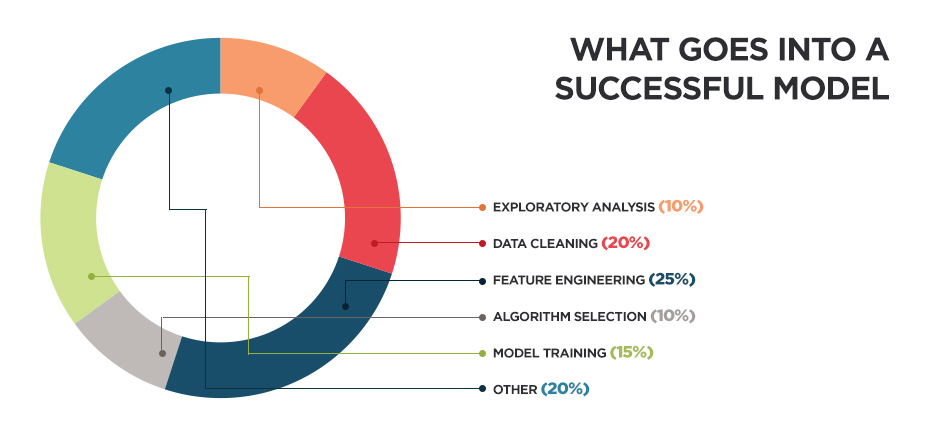 WHAT GOES INTO A
SUCCESSFUL MODEL
EXPLORATORY ANALYSIS (10%)
DATA CLEANING (20%)
FEATURE ENGINEERING (25%)
ALGORITHM SELECTION (10%)
MODEL TRAINING (15%)
OTHER (20%)